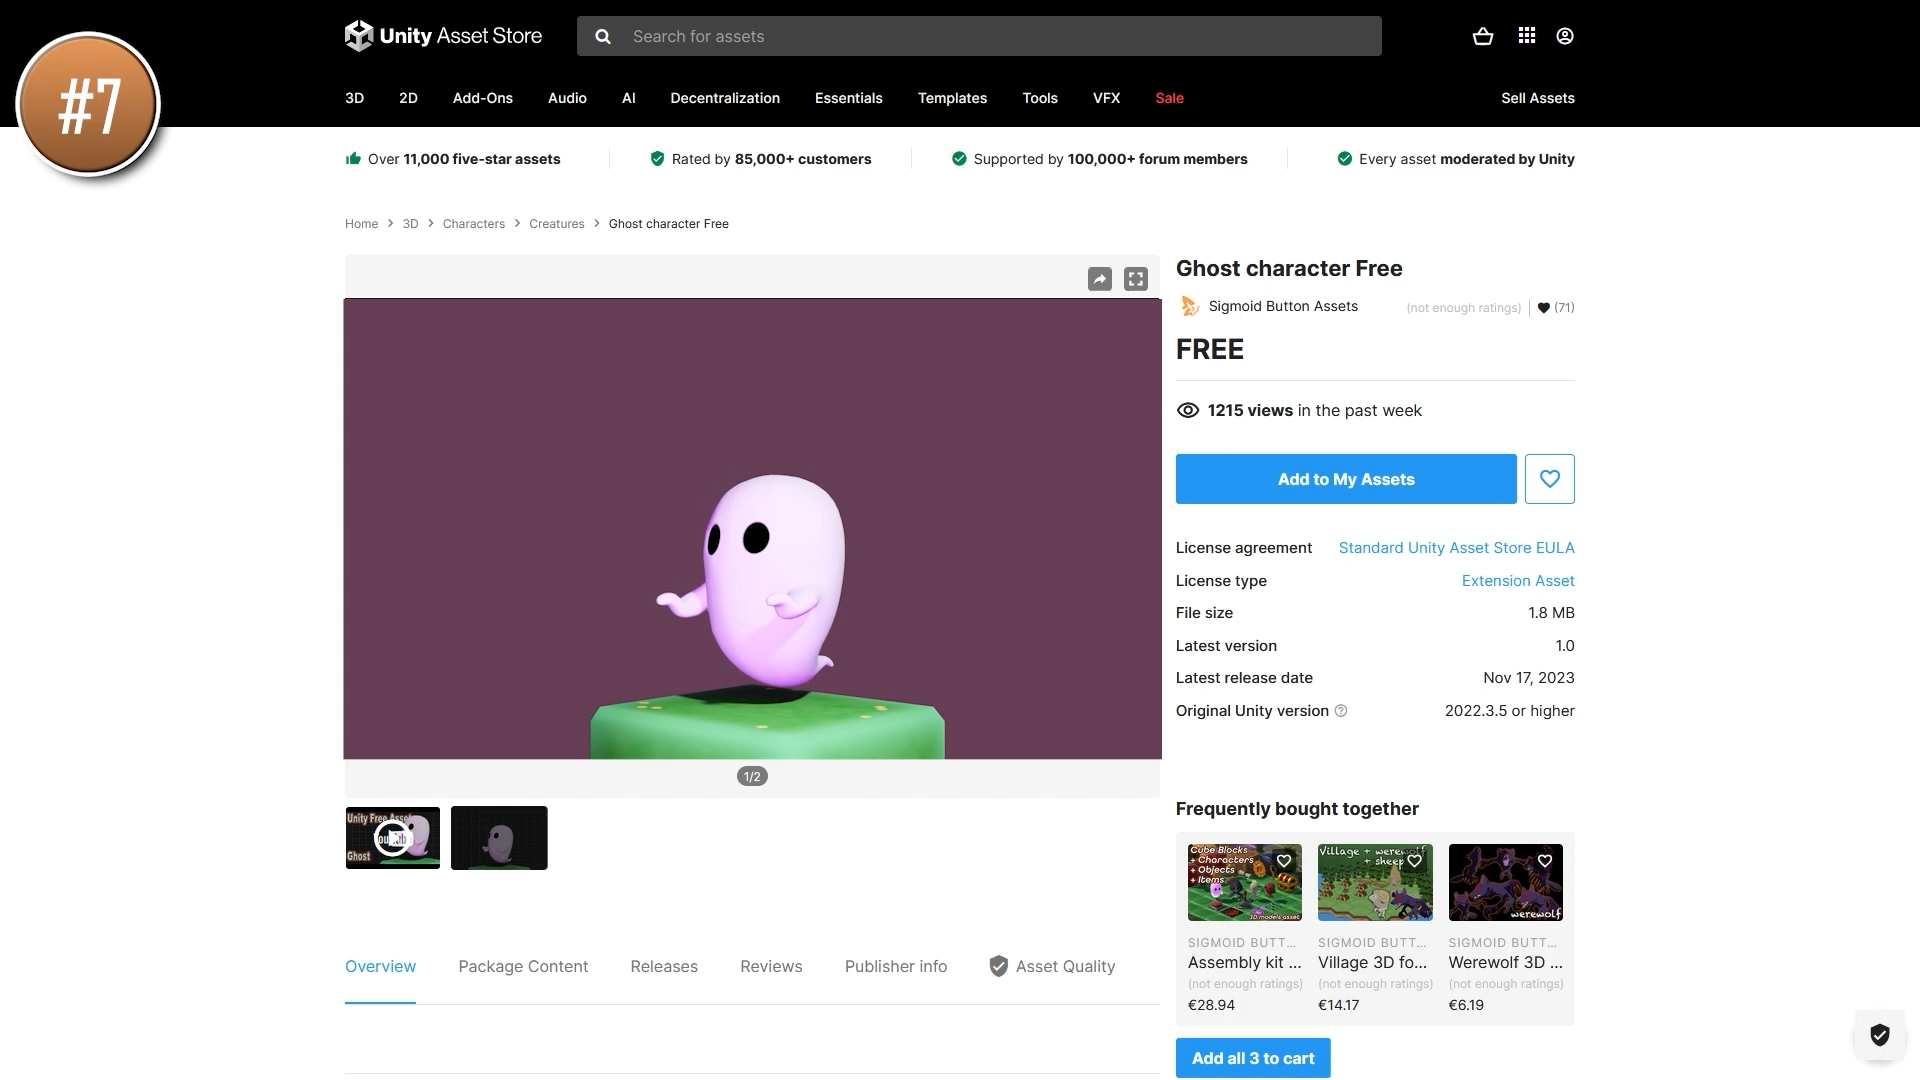 #7
Unity Asset Store
Search for assets
3D 2D Add-Ons Audio AI Decentralization Essentials Templates Tools VFX Sale Sell Assets
Over 11,000 five-star assets
Rated by 85,000+ customers
Supported by 100,000+ forum members
Every asset moderated by Unity
Home > 3D > Characters > Creatures > Ghost character Free
Ghost character Free
Sigmoid Button Assets (not enough ratings) (71)
FREE
1215 views in the past week
Add to My Assets
License agreement Standard Unity Asset Store EULA
License type Extension Asset
File size 1.8 MB
Latest version 1.0
Latest release date Nov 17, 2023
Original Unity version 2022.3.5 or higher
1/2
Unity Free Asset
Ghost
Overview Package Content Releases Reviews Publisher info Asset Quality
Frequently bought together
Cube Blocks
+ Characters
+ Objects
+ Items
3D models asset
SIGMOID BUTT...
Assembly kit ...
(not enough ratings)
€28.94
Village + werewolf
+ sheep
SIGMOID BUTT...
Village 3D fo...
(not enough ratings)
€14.17
werewolf
SIGMOID BUTT...
Werewolf 3D ...
(not enough ratings)
€6.19
Add all 3 to cart